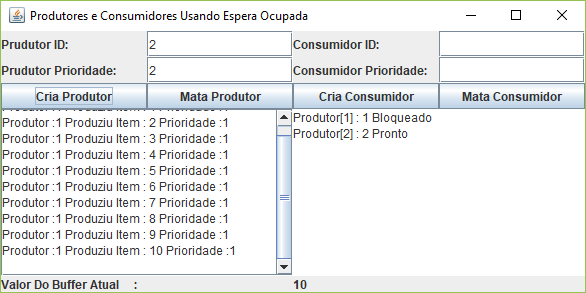 Produtores e Consumidores Usando Espera Ocupada
Prudutor ID: 2 Consumidor ID:
Prudutor Prioridade: 2 Consumidor Prioridade:
Cria Produtor Mata Produtor Cria Consumidor Mata Consumidor
Produtor :1 Produziu Item : 2 Prioridade :1
Produtor :1 Produziu Item : 3 Prioridade :1
Produtor :1 Produziu Item : 4 Prioridade :1
Produtor :1 Produziu Item : 5 Prioridade :1
Produtor :1 Produziu Item : 6 Prioridade :1
Produtor :1 Produziu Item : 7 Prioridade :1
Produtor :1 Produziu Item : 8 Prioridade :1
Produtor :1 Produziu Item : 9 Prioridade :1
Produtor :1 Produziu Item : 10 Prioridade :1
Produtor[1] : 1 Bloqueado
Produtor[2] : 2 Pronto
Valor Do Buffer Atual : 10